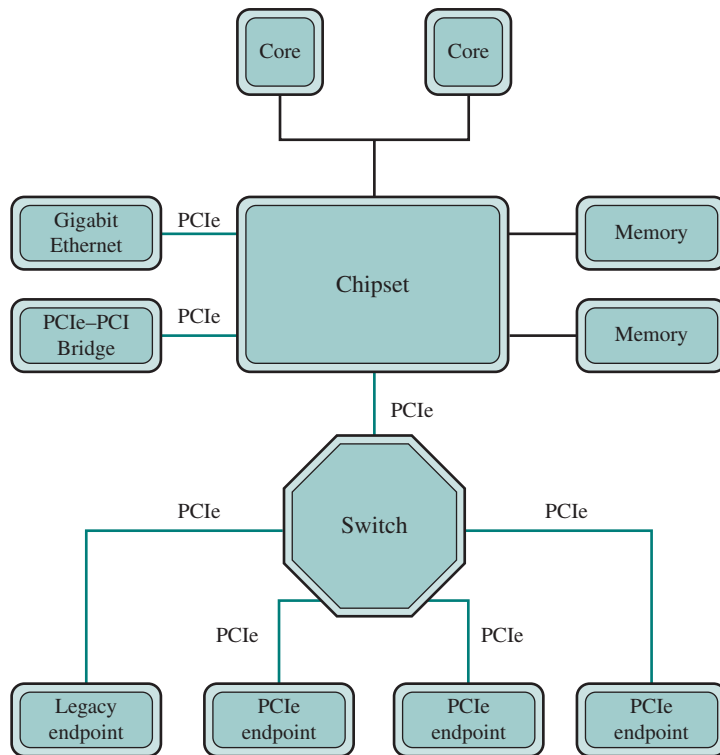 Core
Core
Gigabit
Ethernet
PCIe
Memory
Chipset
PCIe–PCI
Bridge
PCIe
Memory
PCIe
PCIe
Switch
PCIe
PCIe
PCIe
Legacy
endpoint
PCIe
endpoint
PCIe
endpoint
PCIe
endpoint